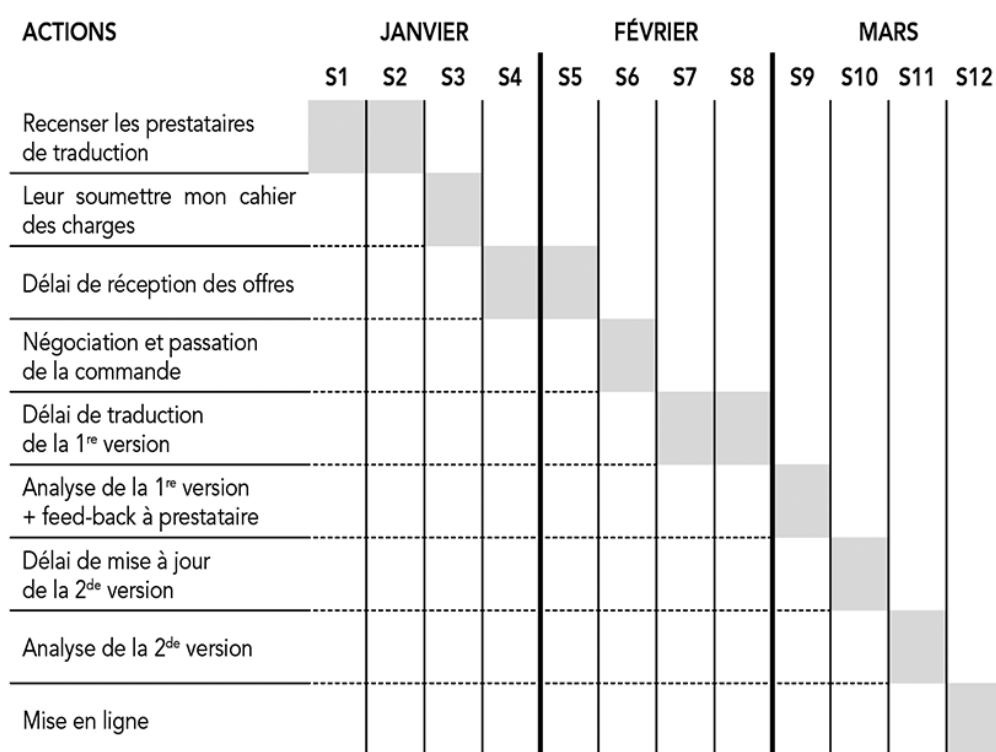 ACTIONS JANVIER FÉVRIER MARS
S1 S2 S3 S4 S5 S6 S7 S8 S9 S10 S11 S12
Recenser les prestataires
de traduction
Leur soumettre mon cahier
des charges
Délai de réception des offres
Négociation et passation
de la commande
Délai de traduction
de la 1re version
Analyse de la 1re version
+ feed-back à prestataire
Délai de mise à jour
de la 2de version
Analyse de la 2de version
Mise en ligne